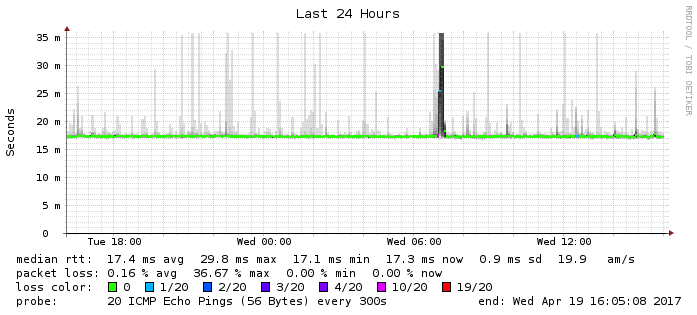 Last 24 Hours
RRDTOOL / TOBI OETIKER
Seconds
35 m
30 m
25 m
20 m
15 m
10 m
5 m
0
Tue 18:00 Wed 00:00 Wed 06:00 Wed 12:00
median rtt: 17.4 ms avg 29.8 ms max 17.1 ms min 17.3 ms now 0.9 ms sd 19.9 am/s
packet loss: 0.16 % avg 36.67 % max 0.00 % min 0.00 % now
loss color: 0 1/20 2/20 3/20 4/20 10/20 19/20
probe: 20 ICMP Echo Pings (56 Bytes) every 300s end: Wed Apr 19 16:05:08 2017